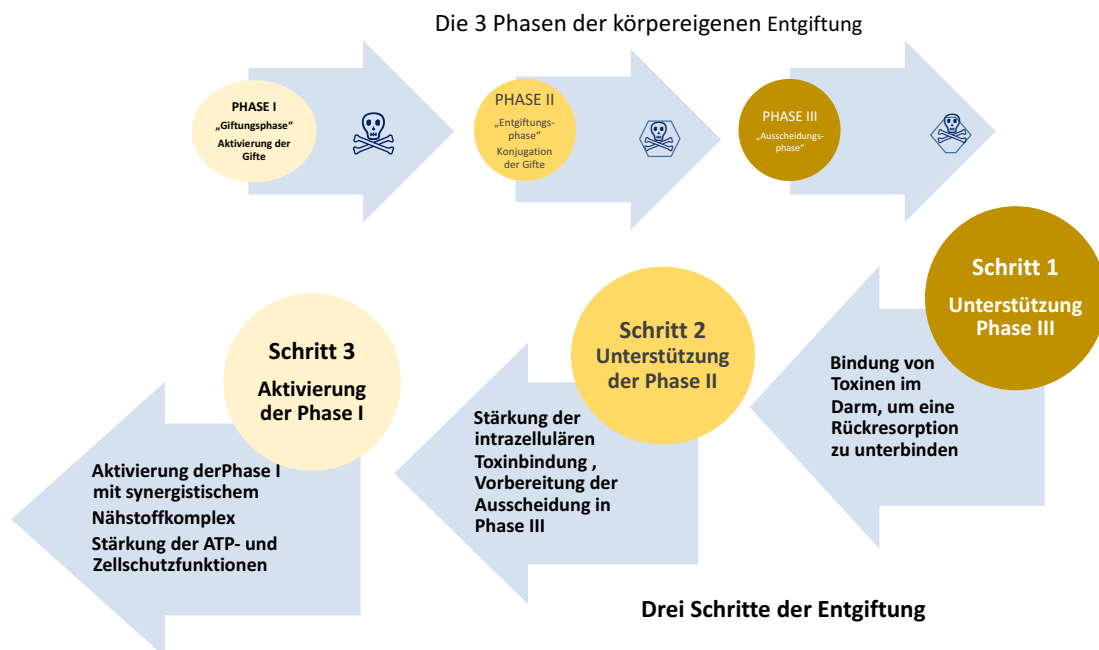 Die 3 Phasen der körpereigenen Entgiftung
PHASE I
„Giftungsphase“
Aktivierung der
Gifte
PHASE II
„Entgiftungs-
phase“
Konjugation
der Gifte
PHASE III
„Ausscheidungs-
phase“
Schritt 1
Unterstützung
Phase III
Bindung von
Toxinen im
Darm, um eine
Rückresorption
zu unterbinden
Schritt 2
Unterstützung
der Phase II
Stärkung der
intrazellulären
Toxinbindung ,
Vorbereitung der
Ausscheidung in
Phase III
Schritt 3
Aktivierung
der Phase I
Aktivierung derPhase I
mit synergistischem
Nähstoffkomplex
Stärkung der ATP- und
Zellschutzfunktionen
Drei Schritte der Entgiftung